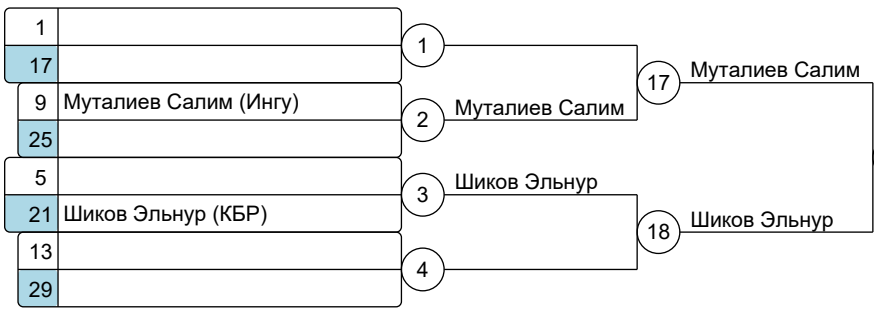 1
1
17
17
Муталиев Салим
9 Муталиев Салим (Ингу)
2
Муталиев Салим
25
5
3
Шиков Эльнур
21 Шиков Эльнур (КБР)
18
Шиков Эльнур
13
4
29